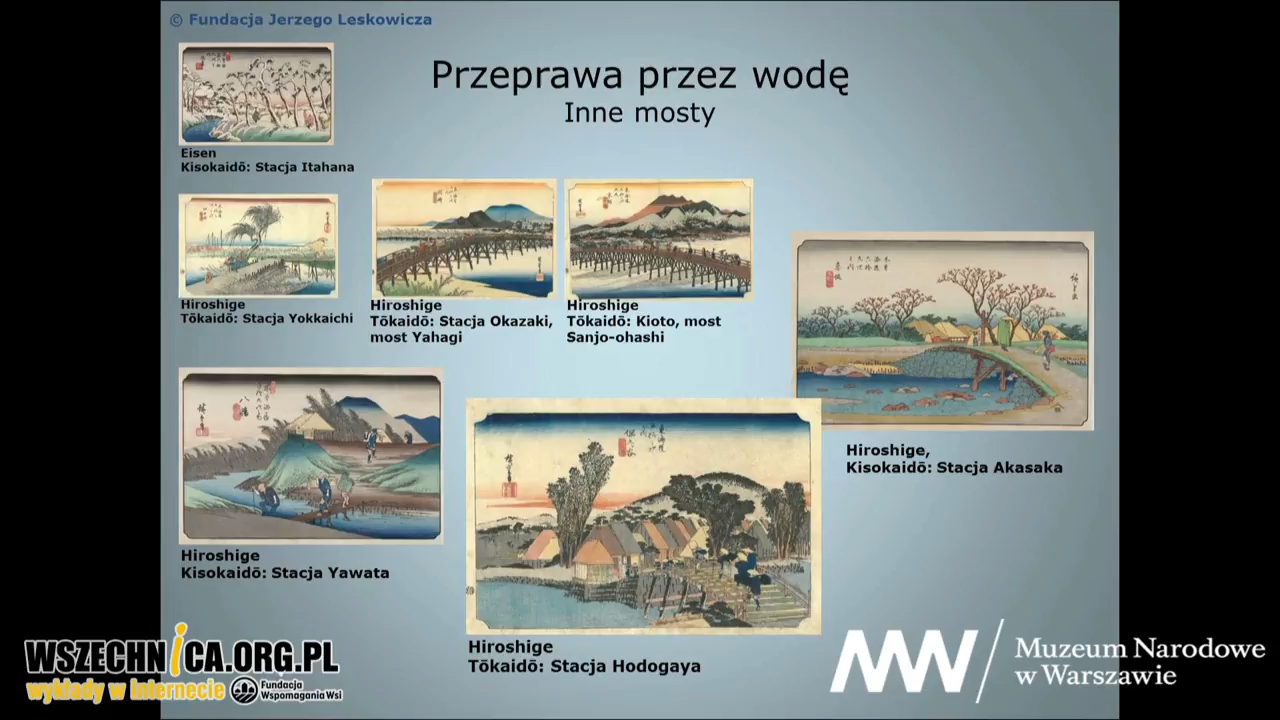 © Fundacja Jerzego Leskowicza
Przeprawa przez wodę
Inne mosty
Eisen
Kisokaidō: Stacja Itahana
Hiroshige
Tōkaidō: Stacja Yokkaichi
Hiroshige
Tōkaidō: Stacja Okazaki,
most Yahagi
Hiroshige
Tōkaidō: Kioto, most
Sanjo-ohashi
Hiroshige,
Kisokaidō: Stacja Akasaka
Hiroshige
Kisokaidō: Stacja Yawata
Hiroshige
Tōkaidō: Stacja Hodogaya
WSZECHNICA.ORG.PL
wykłady w Internecie
Fundacja
Wspomagania Wsi
Muzeum Narodowe
w Warszawie